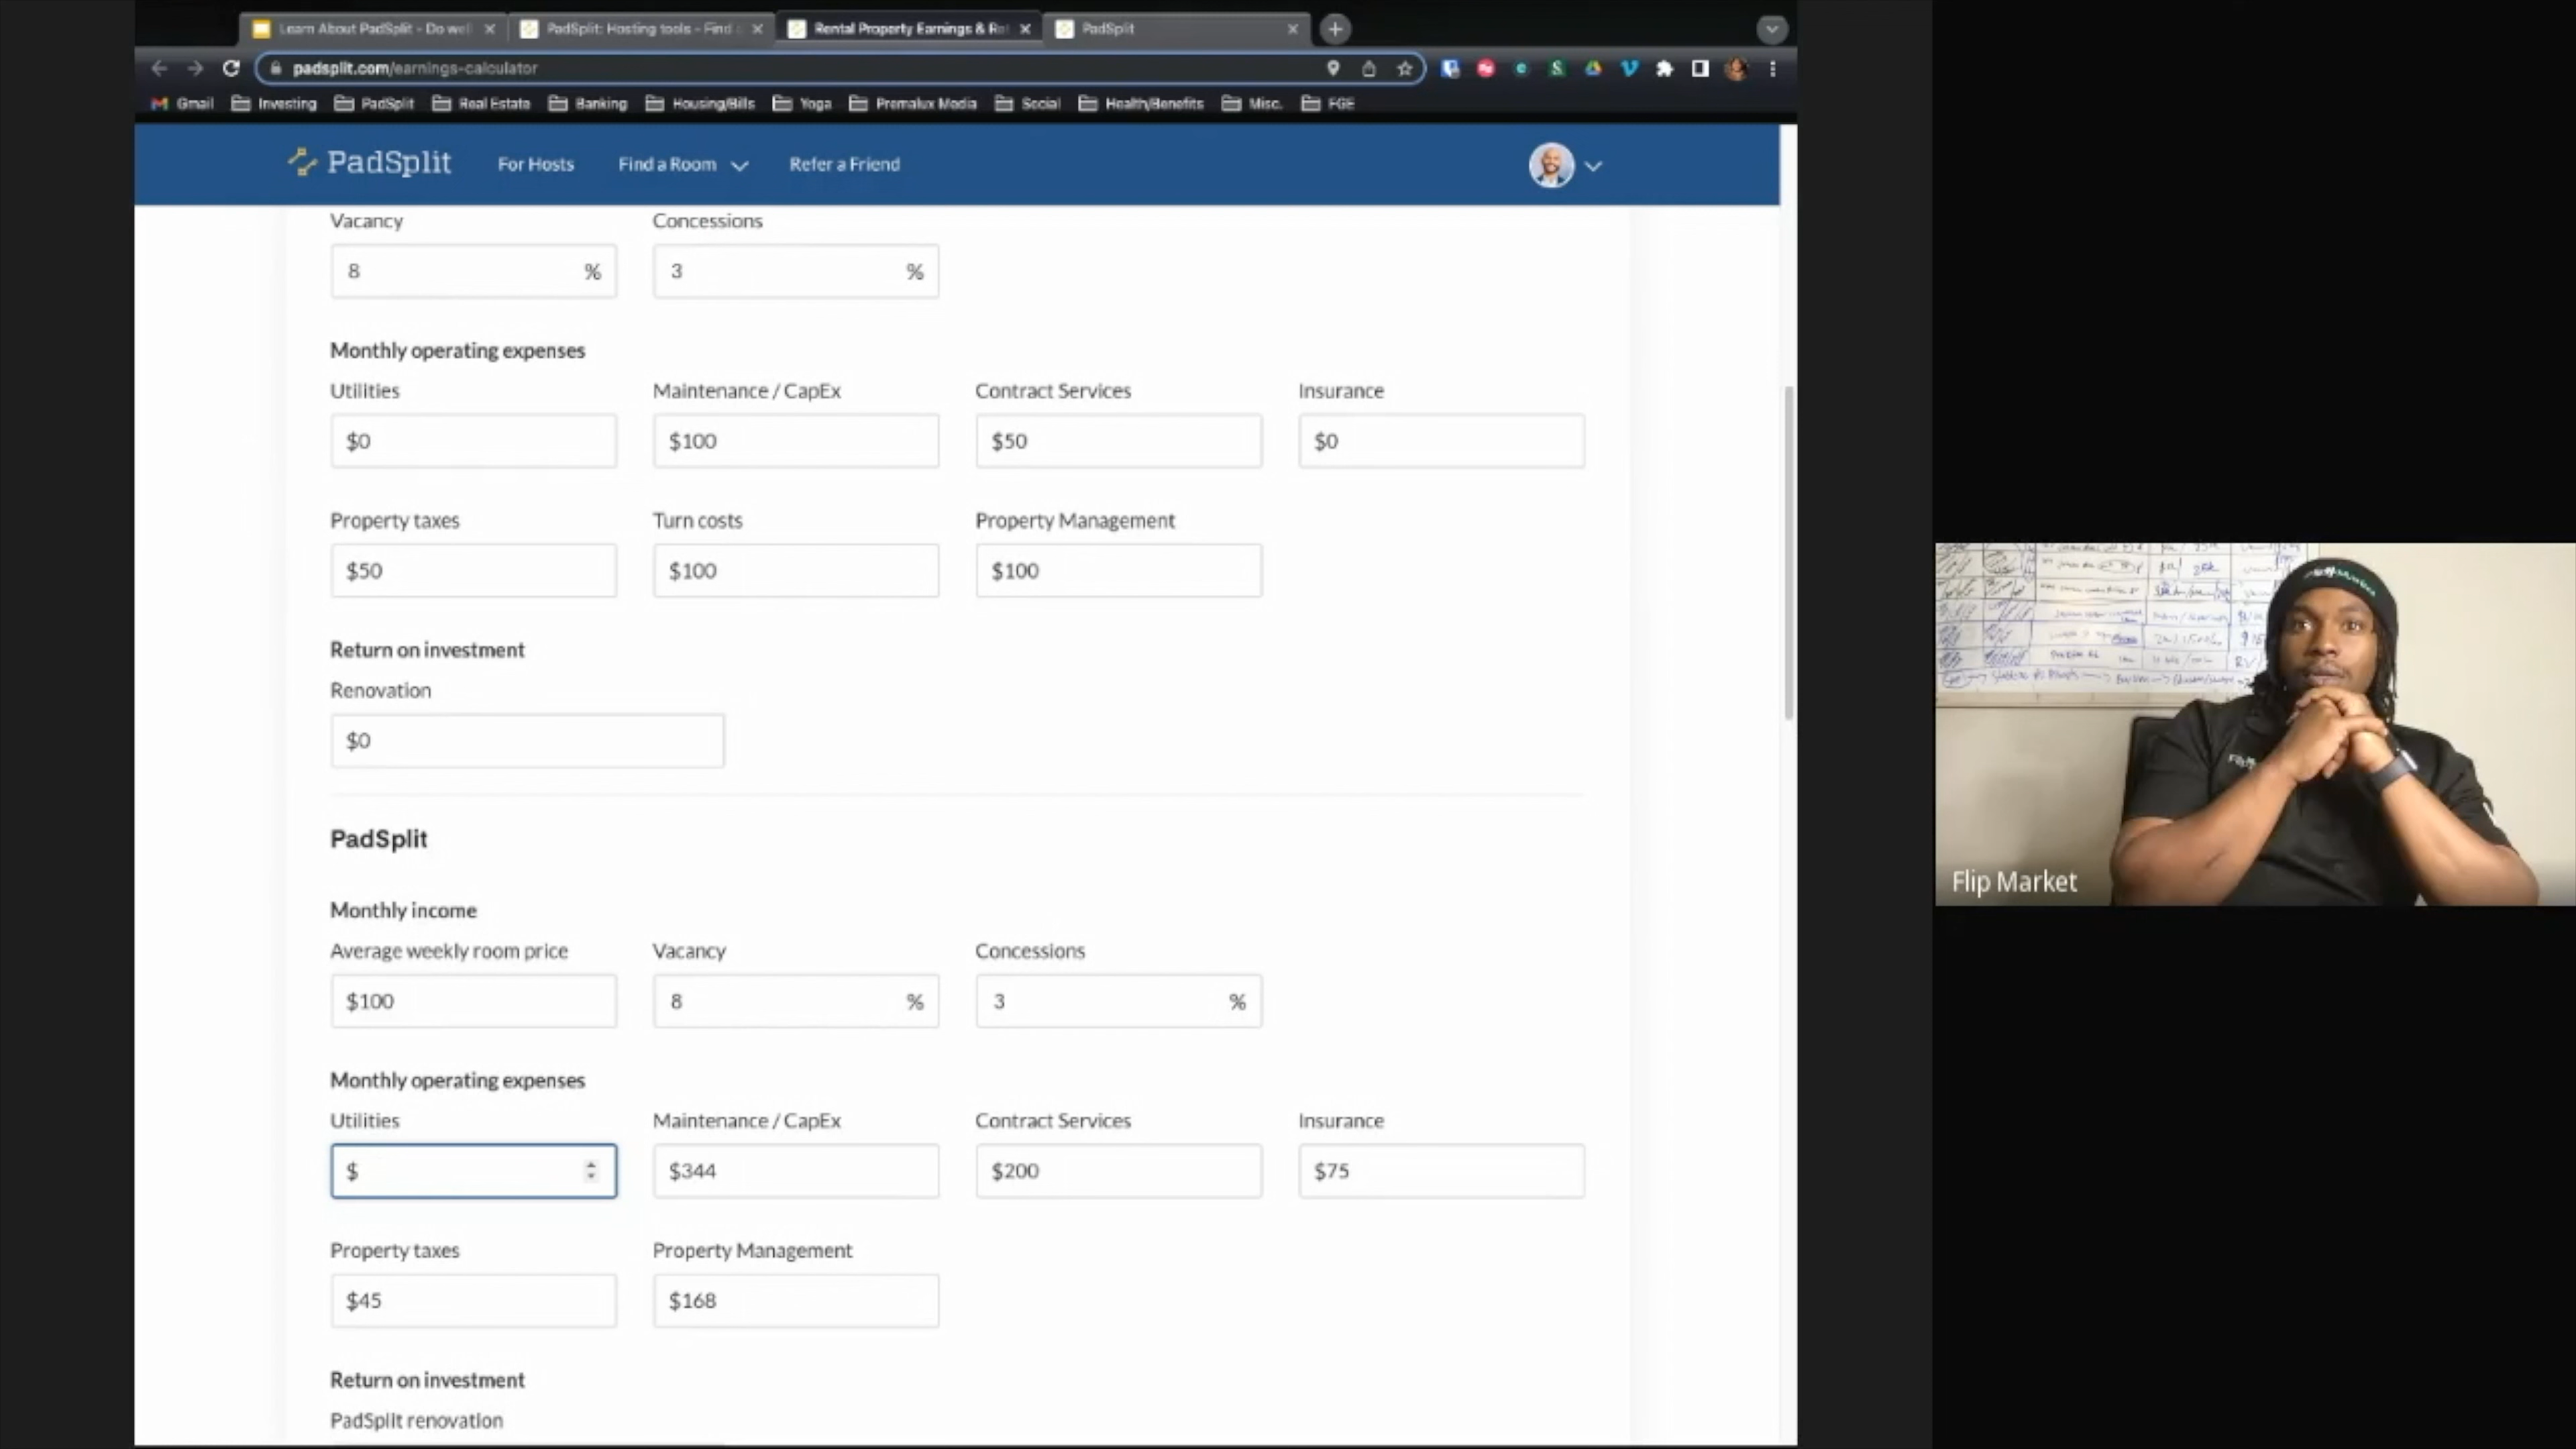 Learn About PadSplit - Do wel
PadSplit: Hosting tools - Find
Rental Property Earnings & Re
PadSplit
padsplit.com/earnings-calculator
Gmail Investing PadSplit Real Estate Banking Housing/Bills Yoga Premalux Media Social Health/Benefits Misc. FGE
PadSplit For Hosts Find a Room Refer a Friend
Vacancy Concessions
8 % 3 %
Monthly operating expenses
Utilities Maintenance / CapEx Contract Services Insurance
$0 $100 $50 $0
Property taxes Turn costs Property Management
$50 $100 $100
Return on investment
Renovation
$0
PadSplit
Monthly income
Average weekly room price Vacancy Concessions
$100 8 % 3 %
Monthly operating expenses
Utilities Maintenance / CapEx Contract Services Insurance
$ $344 $200 $75
Property taxes Property Management
$45 $168
Return on investment
PadSplit renovation
Flip Market